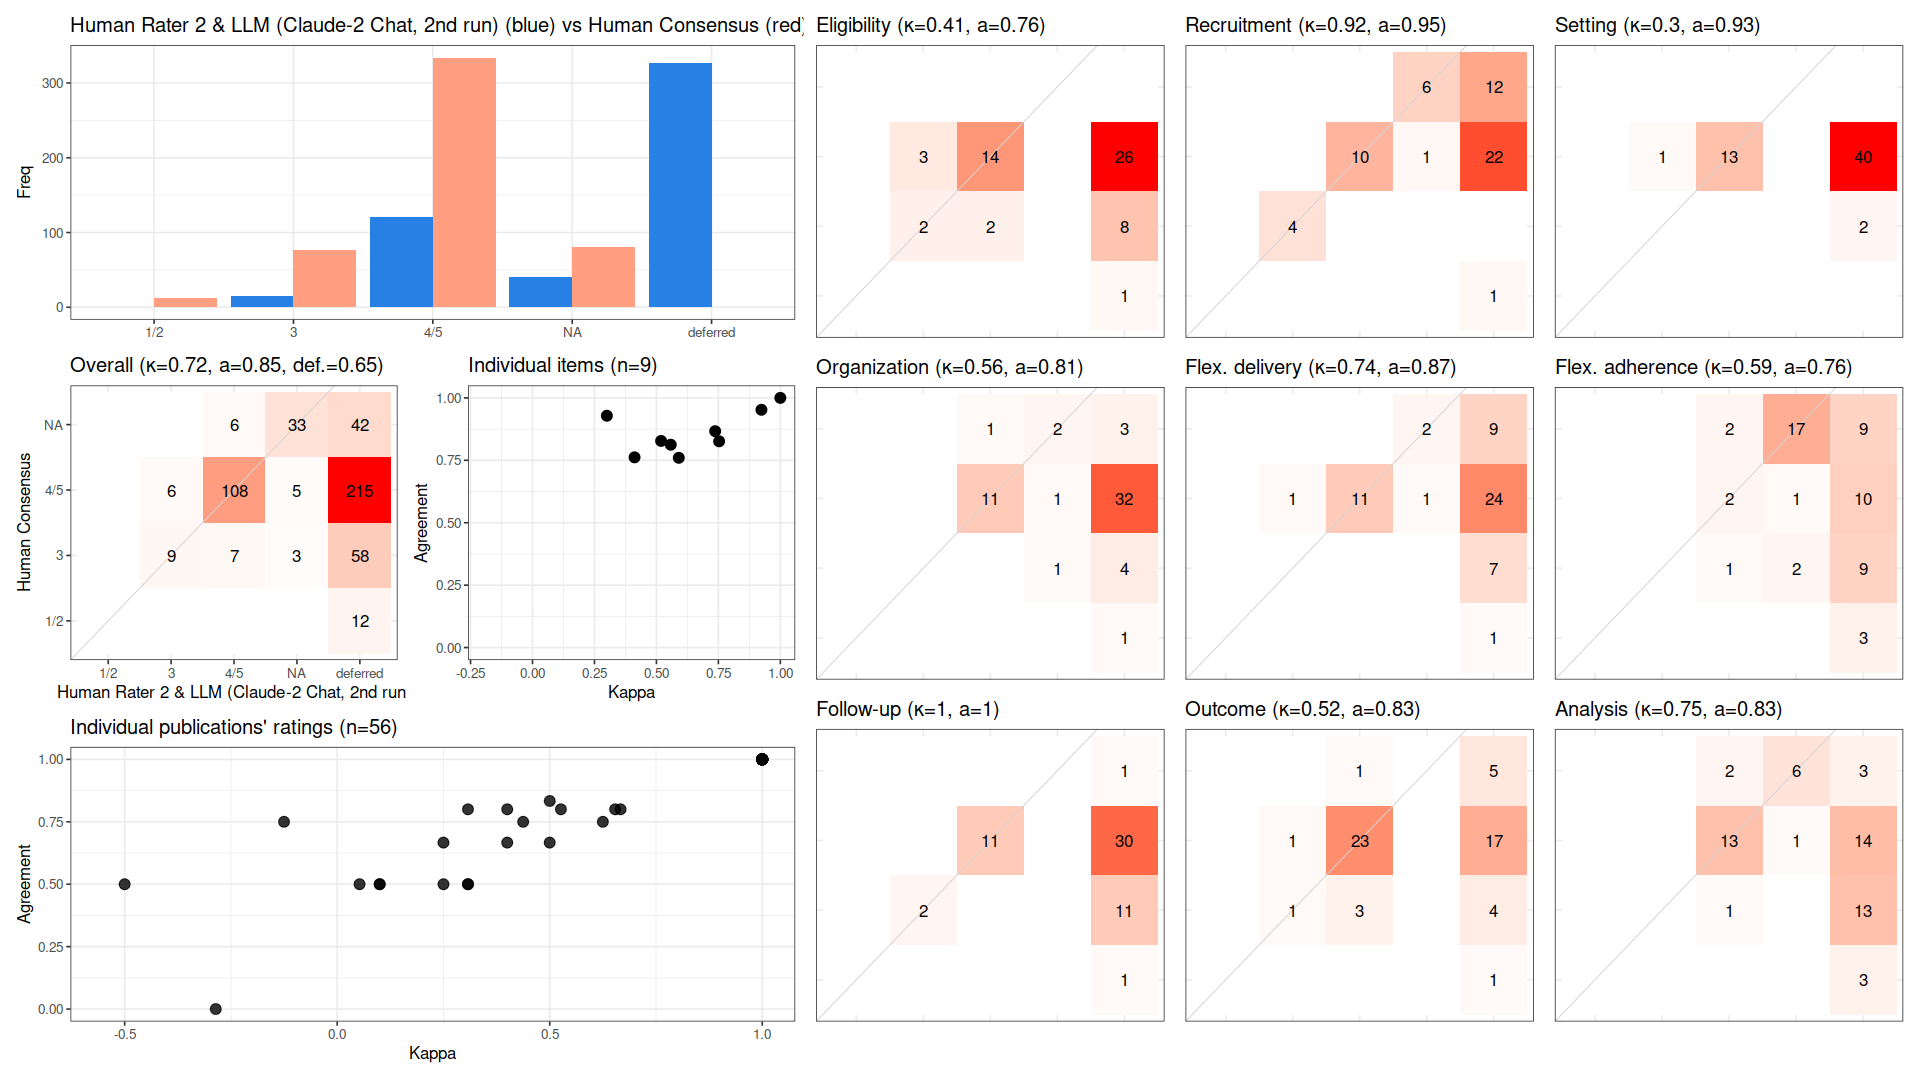 Human Rater 2 & LLM (Claude-2 Chat, 2nd run) (blue) vs Human Consensus (red)
Freq
300
200
100
0
1/2 3 4/5 NA deferred
Overall (κ=0.72, a=0.85, def.=0.65)
Human Consensus
NA 6 33 42
4/5 6 108 5 215
3 9 7 3 58
1/2 12
1/2 3 4/5 NA deferred
Human Rater 2 & LLM (Claude-2 Chat, 2nd run
Individual items (n=9)
Agreement
1.00
0.75
0.50
0.25
0.00
-0.25 0.00 0.25 0.50 0.75 1.00
Kappa
Individual publications' ratings (n=56)
Agreement
1.00
0.75
0.50
0.25
0.00
-0.5 0.0 0.5 1.0
Kappa
Eligibility (κ=0.41, a=0.76)
3 14 26
2 2 8
1
Recruitment (κ=0.92, a=0.95)
6 12
10 1 22
4
1
Setting (κ=0.3, a=0.93)
1 13 40
2
Organization (κ=0.56, a=0.81)
1 2 3
11 1 32
1 4
1
Flex. delivery (κ=0.74, a=0.87)
2 9
1 11 1 24
7
1
Flex. adherence (κ=0.59, a=0.76)
2 17 9
2 1 10
1 2 9
3
Follow-up (κ=1, a=1)
1
11 30
2 11
1
Outcome (κ=0.52, a=0.83)
1 5
1 23 17
1 3 4
1
Analysis (κ=0.75, a=0.83)
2 6 3
13 1 14
1 13
3